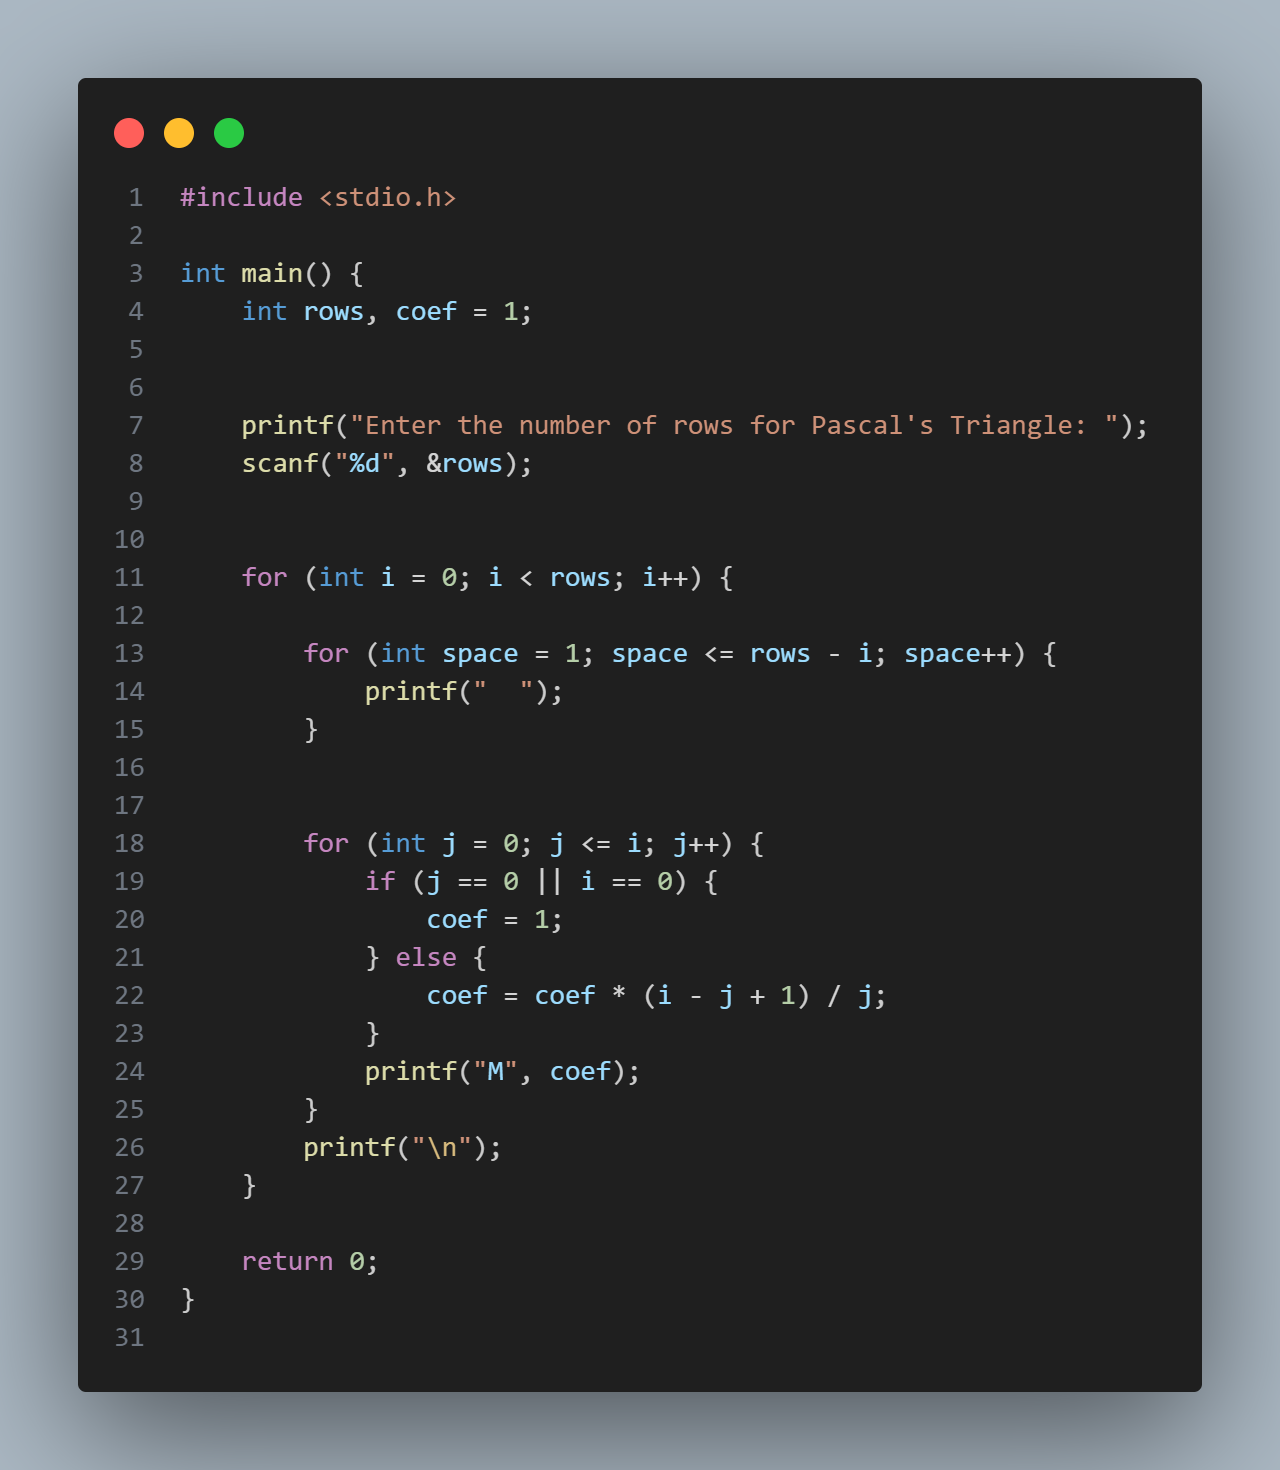 1 #include <stdio.h>
2
3 int main() {
4     int rows, coef = 1;
5
6
7     printf("Enter the number of rows for Pascal's Triangle: ");
8     scanf("%d", &rows);
9
10
11     for (int i = 0; i < rows; i++) {
12
13         for (int space = 1; space <= rows - i; space++) {
14             printf("  ");
15         }
16
17
18         for (int j = 0; j <= i; j++) {
19             if (j == 0 || i == 0) {
20                 coef = 1;
21             } else {
22                 coef = coef * (i - j + 1) / j;
23             }
24             printf("M", coef);
25         }
26         printf("\n");
27     }
28
29     return 0;
30 }
31